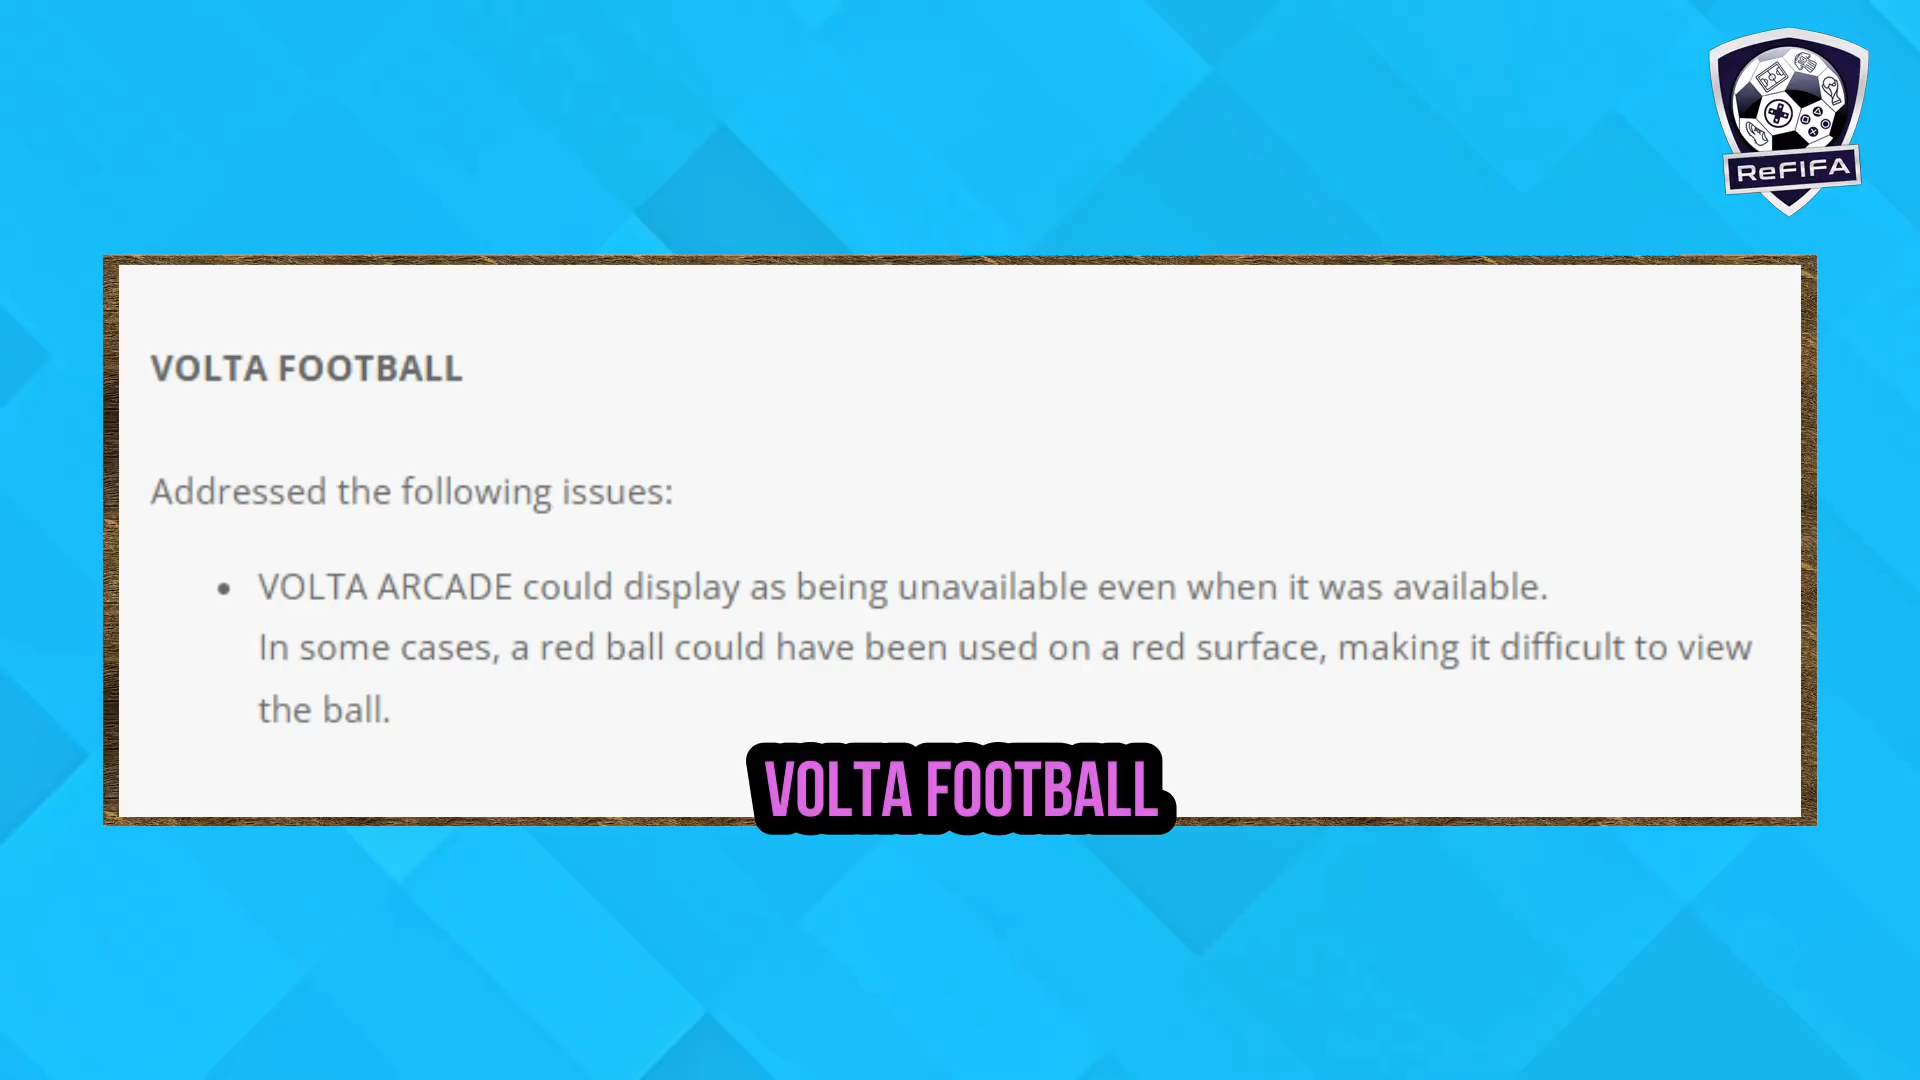 ReFIFA
VOLTA FOOTBALL
Addressed the following issues:
• VOLTA ARCADE could display as being unavailable even when it was available.
In some cases, a red ball could have been used on a red surface, making it difficult to view
the ball.
VOLTA FOOTBALL